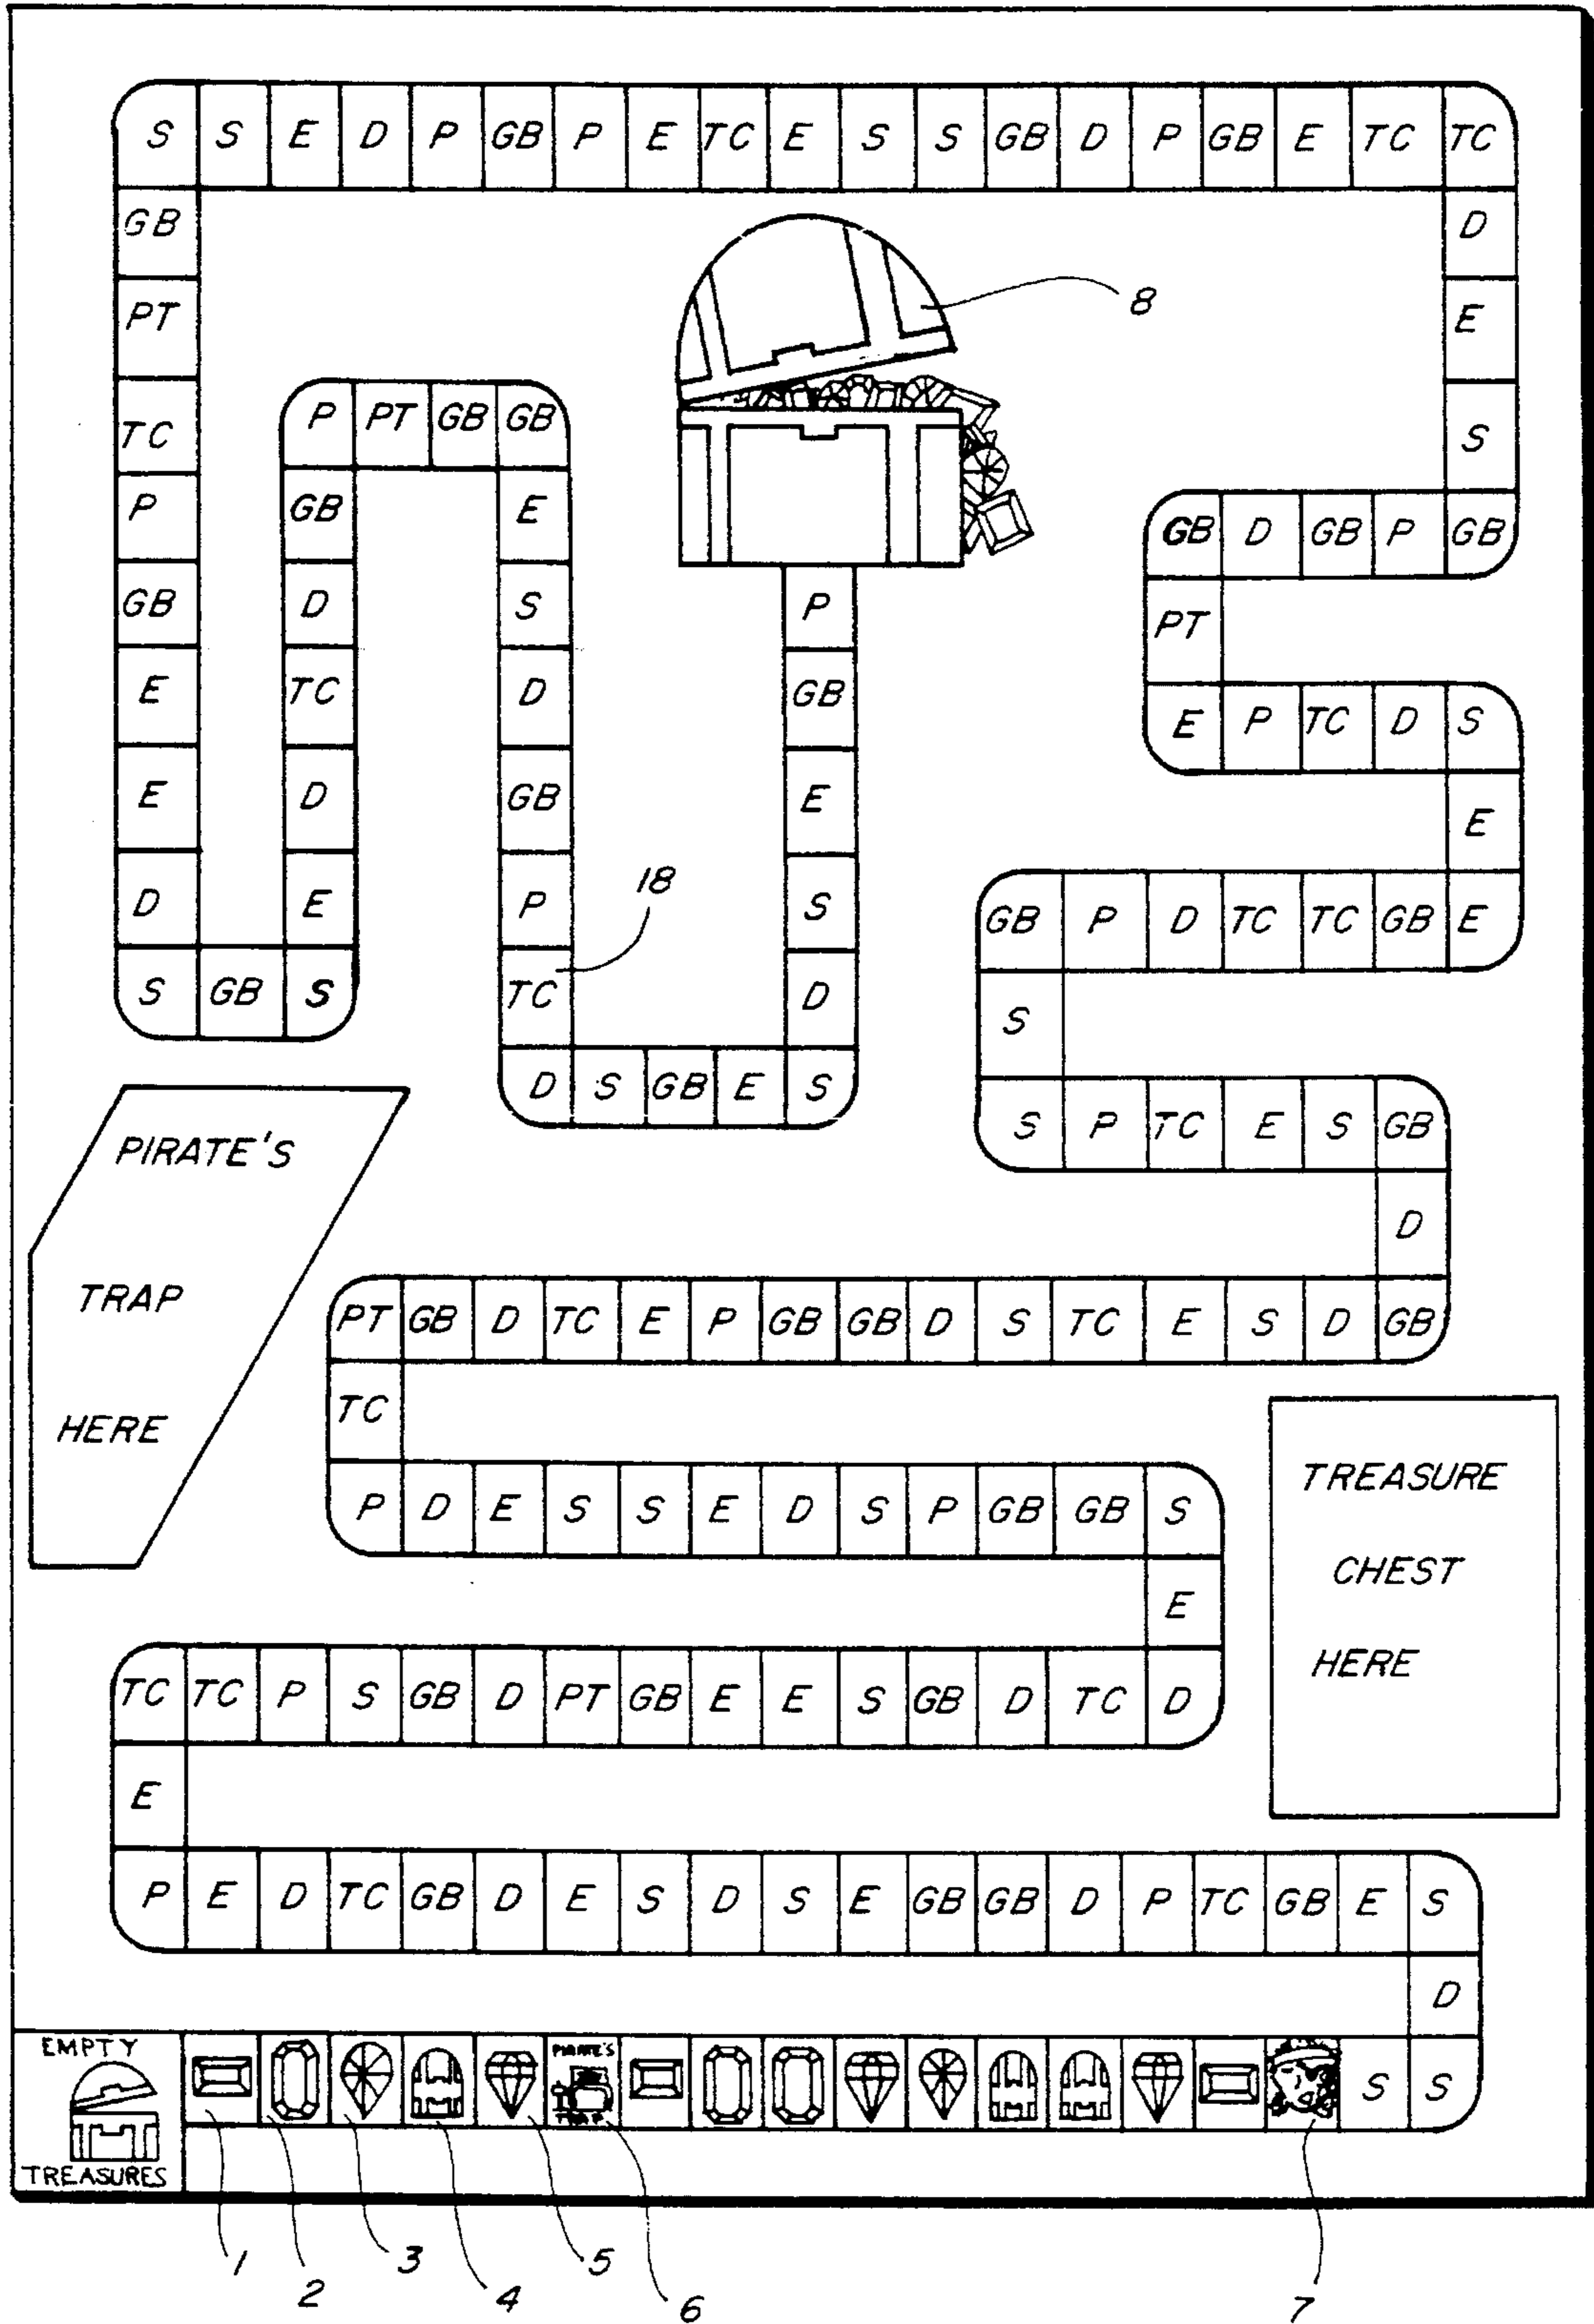 S S E D P GB P E TC E S S GB D P GB E TC TC
GB D
8
PT E
TC P PT GB GB S
P GB E GB D GB P GB
GB D S P PT
E TC D GB E P TC D S
E D GB E E
18
D E P S GB P D TC TC GB E
S GB S TC D S
D S GB E S S P TC E S GB
PIRATE'S
D
TRAP
PT GB D TC E P GB GB D S TC E S D GB
HERE
TC
TREASURE
P D E S S E D S P GB GB S
CHEST
E
HERE
TC TC P S GB D PT GB E E S GB D TC D
E
P E D TC GB D E S D S E GB GB D P TC GB E S
D
EMPTY
PIRATE'S
TRAP
S S
TREASURES
1 2 3 4 5 6 7